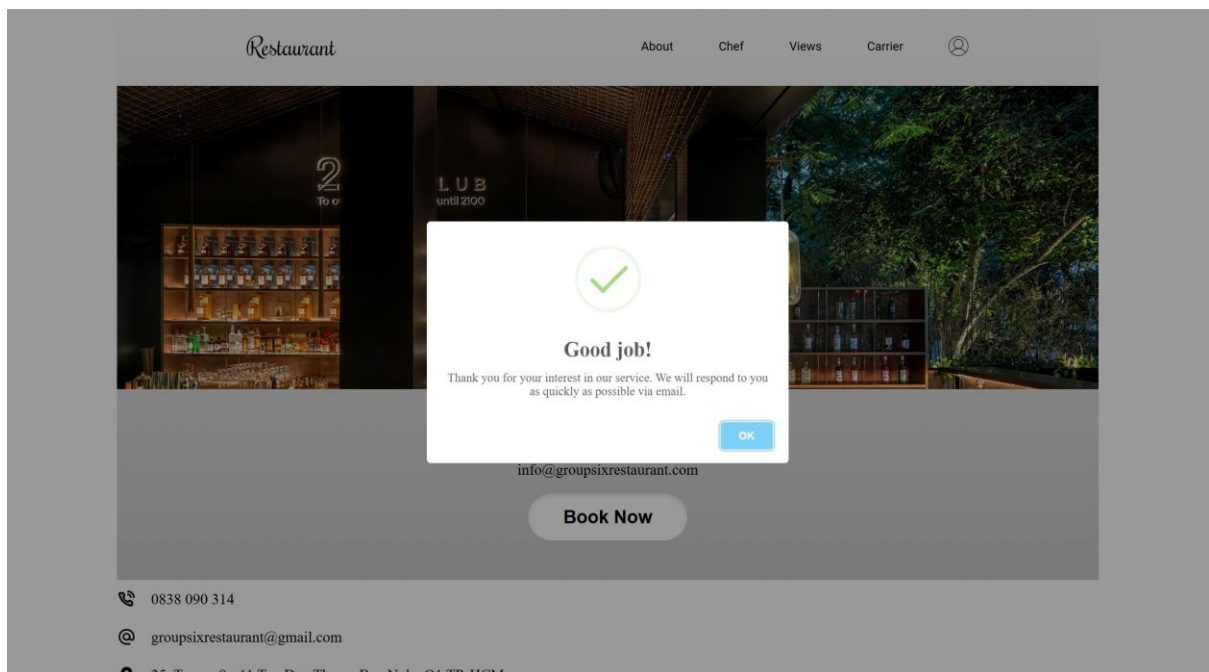 Restaurant
About Chef Views Carrier
2
To
L U B
until 2100
Good job!
Thank you for your interest in our service. We will respond to you
as quickly as possible via email.
OK
info@groupsixrestaurant.com
Book Now
0838 090 314
groupsixrestaurant@gmail.com